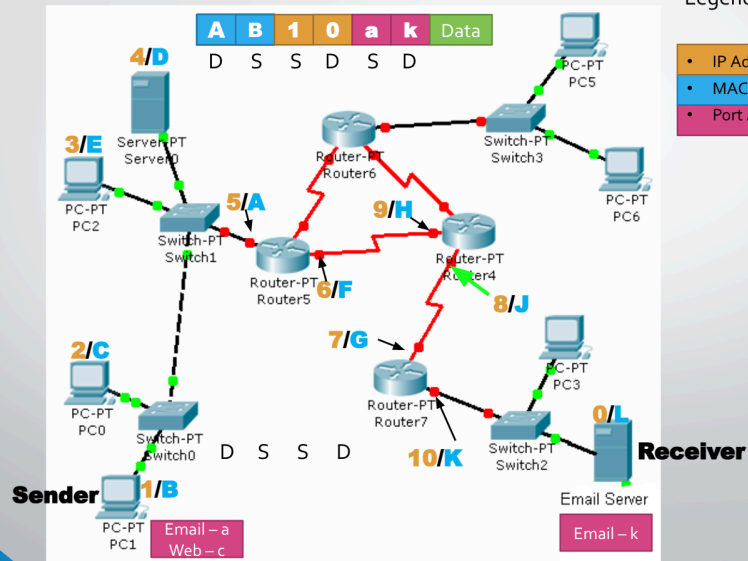 Legend
A B 1 0 a k Data
D S S D S D
• IP Ad
• MAC
• Port
4/D
Server-PT
Server0
3/E
PC-PT
PC2
Switch-PT
Switch1
5/A
Router-PT
Router5
6/F
Router-PT
Router6
9/H
Router-PT
Router4
8/J
PC-PT
PC5
Switch-PT
Switch3
PC-PT
PC6
7/G
Router-PT
Router7
10/K
PC-PT
PC3
0/L
Switch-PT
Switch2
Receiver
Email Server
Email – k
2/C
PC-PT
PC0
Switch-PT
Switch0
D S S D
Sender
1/B
PC-PT
PC1
Email – a
Web – c